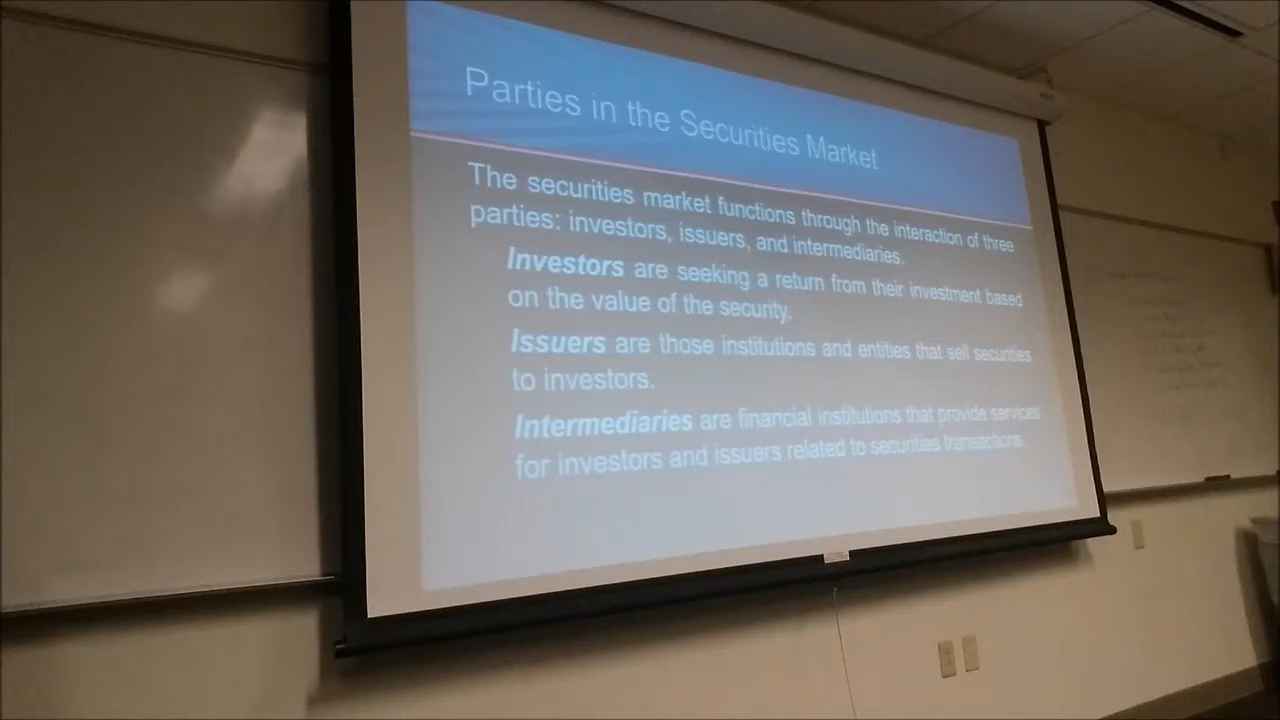 Parties in the Securities Market
The securities market functions through the interaction of three
parties: investors, issuers, and intermediaries.
Investors are seeking a return from their investment based
on the value of the security.
Issuers are those institutions and entities that sell securities
to investors.
Intermediaries are financial institutions that provide services
for investors and issuers related to securities transactions.